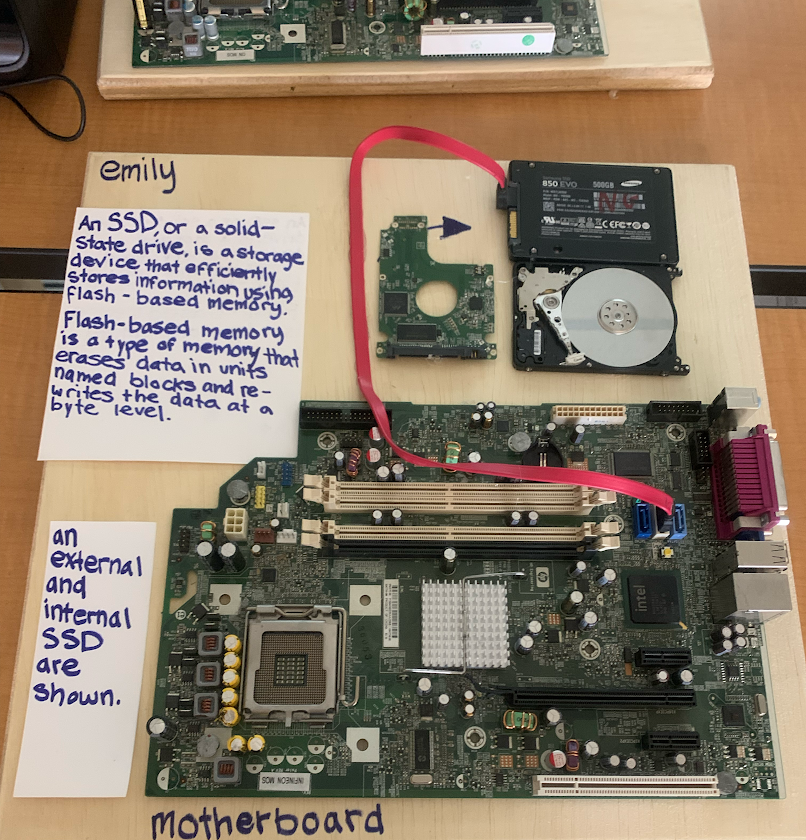 emily
An SSD, or a solid-
state drive, is a storage
device that efficiently
stores information using
flash-based memory.
Flash-based memory
is a type of memory that
erases data in units
named blocks and re-
writes the data at a
byte level.
850 EVO 500GB
SAMSUNG
NG
an
external
and
internal
SSD
are
shown.
hp
intel
INFINEON MOS
motherboard